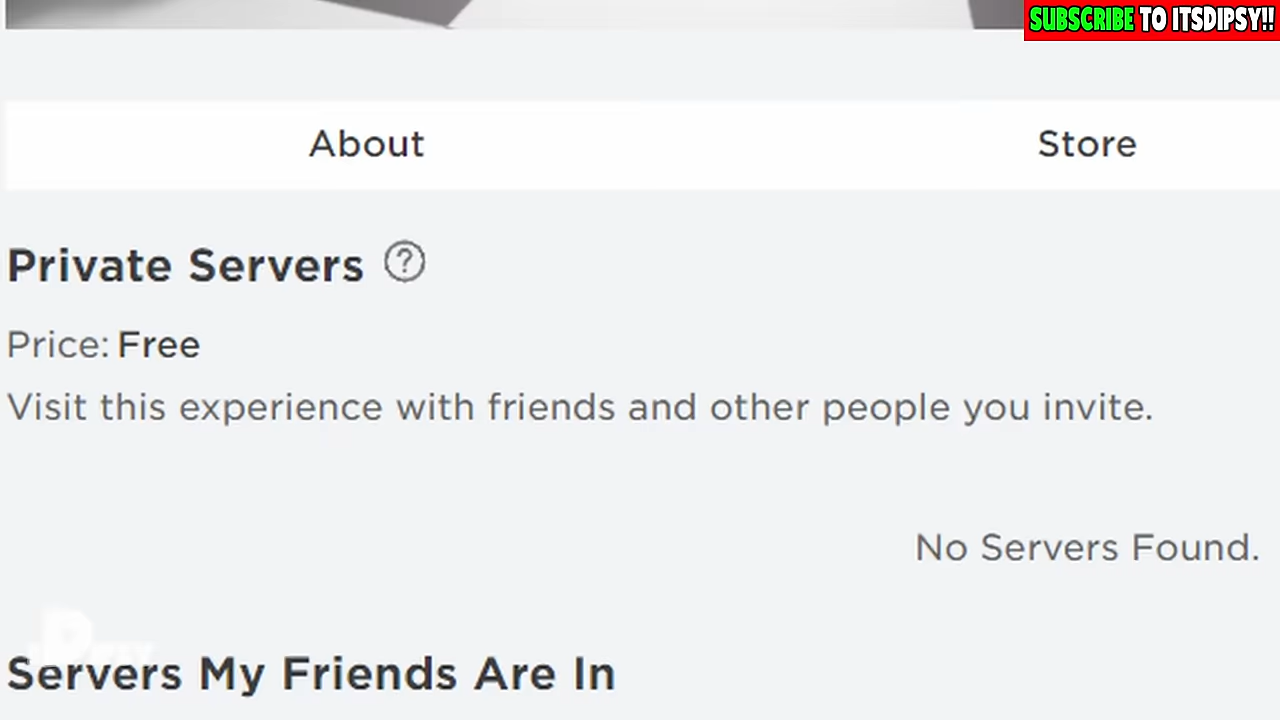 SUBSCRIBE TO ITSDIPSY!!
About
Store
Private Servers ?
Price: Free
Visit this experience with friends and other people you invite.
No Servers Found.
Servers My Friends Are In